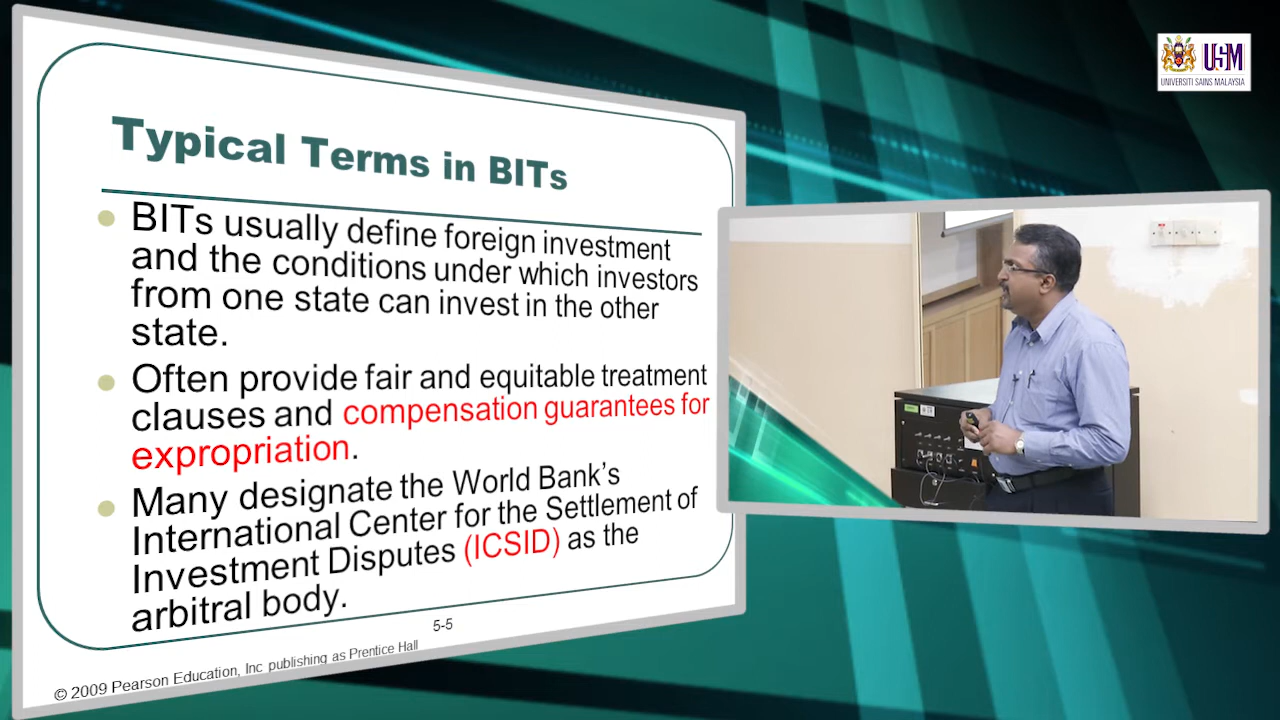 USM
UNIVERSITI SAINS MALAYSIA
Typical Terms in BITs
BITs usually define foreign investment
and the conditions under which investors
from one state can invest in the other
state.
Often provide fair and equitable treatment
clauses and compensation guarantees for
expropriation.
Many designate the World Bank's
International Center for the Settlement of
Investment Disputes (ICSID) as the
arbitral body.
5-5
© 2009 Pearson Education, Inc publishing as Prentice Hall